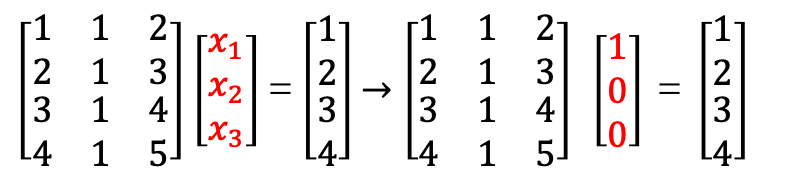 [1 1 2; 2 1 3; 3 1 4; 4 1 5] [x₁; x₂; x₃] = [1; 2; 3; 4] → [1 1 2; 2 1 3; 3 1 4; 4 1 5] [1; 0; 0] = [1; 2; 3; 4]